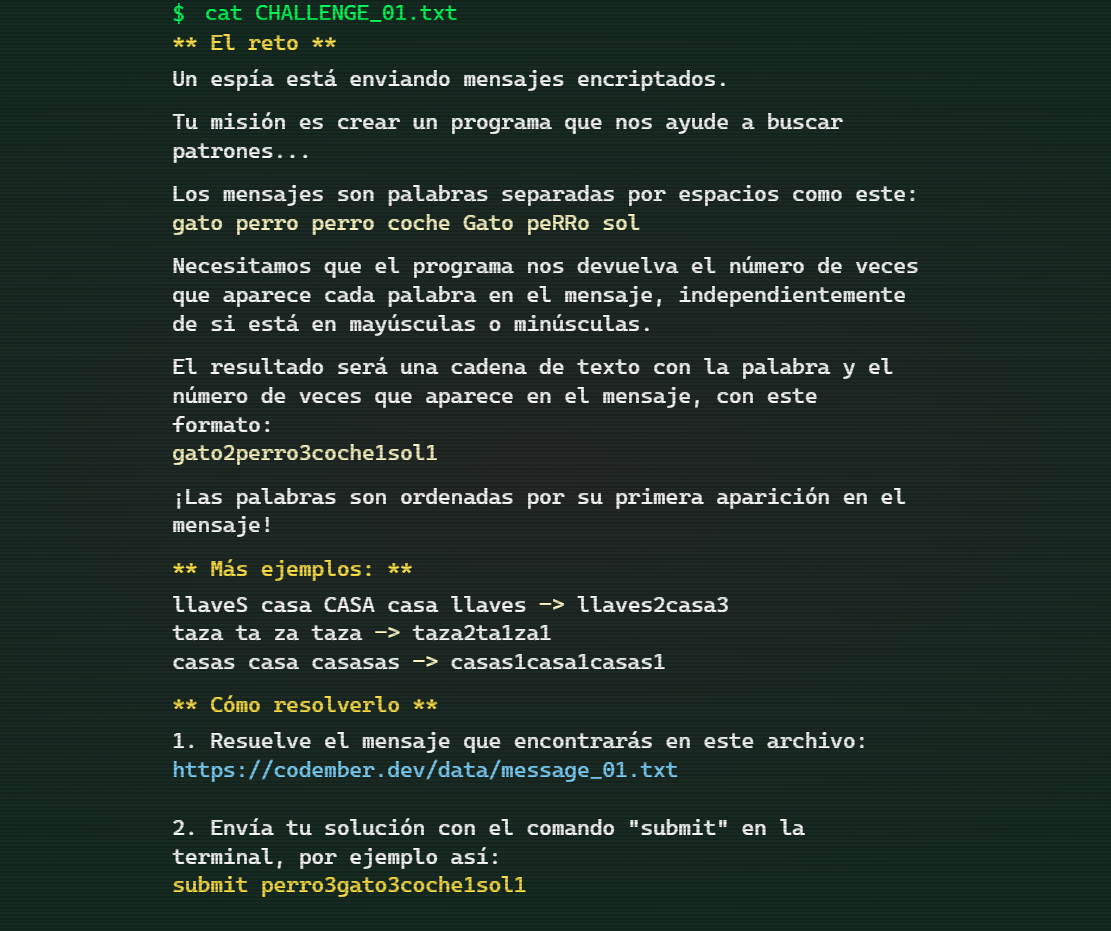 $ cat CHALLENGE_01.txt
** El reto **
Un espía está enviando mensajes encriptados.
Tu misión es crear un programa que nos ayude a buscar
patrones...
Los mensajes son palabras separadas por espacios como este:
gato perro perro coche Gato peRRo sol
Necesitamos que el programa nos devuelva el número de veces
que aparece cada palabra en el mensaje, independientemente
de si está en mayúsculas o minúsculas.
El resultado será una cadena de texto con la palabra y el
número de veces que aparece en el mensaje, con este
formato:
gato2perro3coche1sol1
¡Las palabras son ordenadas por su primera aparición en el
mensaje!
** Más ejemplos: **
llaveS casa CASA casa llaves -> llaves2casa3
taza ta za taza -> taza2ta1za1
casas casa casasas -> casas1casa1casas1
** Cómo resolverlo **
1. Resuelve el mensaje que encontrarás en este archivo:
https://codember.dev/data/message_01.txt
2. Envía tu solución con el comando "submit" en la
terminal, por ejemplo así:
submit perro3gato3coche1sol1